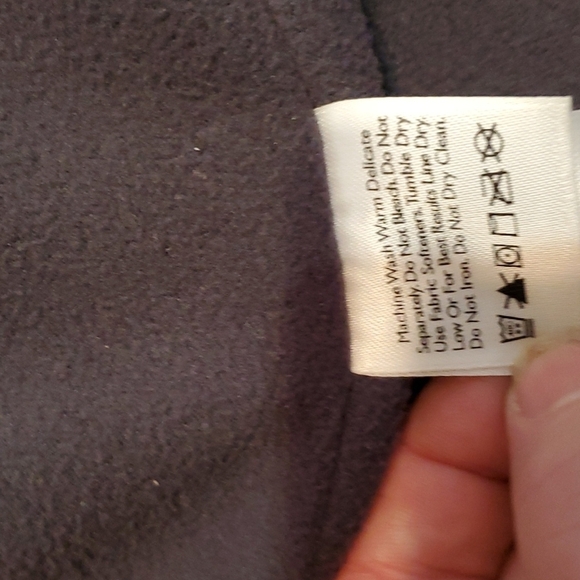 Machine Wash Warm Delicate
Separately. Do Not Bleach. Do Not
Use Fabric Softeners. Tumble Dry
Low Or For Best Results Line Dry.
Do Not Iron. Do Not Dry Clean.